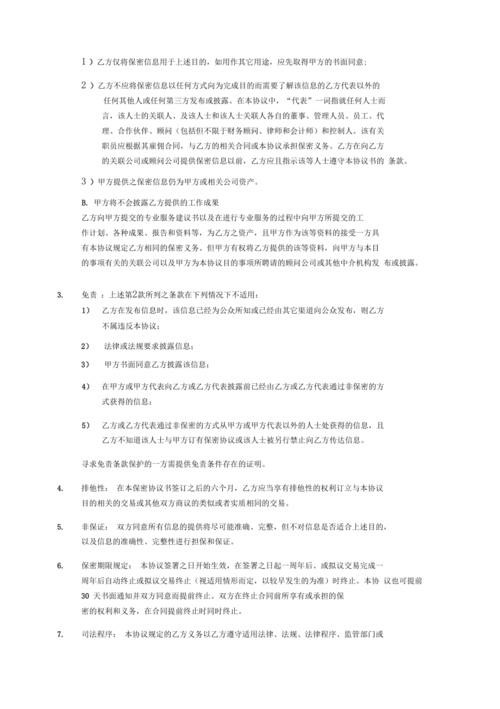 1 ）乙方仅将保密信息用于上述目的，如用作其它用途，应先取得甲方的书面同意;
2 ）乙方不应将保密信息以任何方式向为完成目的而需要了解该信息的乙方代表以外的
任何其他人或任何第三方发布或披露。在本协议中，“代表”一词指就任何人士而
言，该人士的关联人、及该人士和该人士关联人各自的董事、管理人员、员工、代
理、合作伙伴、顾问（包括但不限于财务顾问、律师和会计师）和控制人。该有关
职员应根据其雇佣合同，与乙方的相关合同或本协议承担保密义务。乙方在向乙方
的关联公司或顾问公司提供保密信息以前，乙方应且指示该等人士遵守本协议书的 条款。
3 ）甲方提供之保密信息仍为甲方或相关公司资产。
B. 甲方将不会披露乙方提供的工作成果
乙方向甲方提交的专业服务建议书以及在进行专业服务的过程中向甲方所提交的工
作计划、各种成果、报告和资料等，为乙方之资产，且甲方作为该等资料的接受一方具
有本协议规定乙方相同的保密义务。但甲方有权将乙方提供的该等资料，向甲方与本目
的事项有关的关联公司以及甲方为本协议目的事项所聘请的顾问公司或其他中介机构发 布或披露。
3. 免责 ：上述第2款所列之条款在下列情况下不适用：
1） 乙方在发布信息时，该信息已经为公众所知或已经由其它渠道向公众发布，则乙方
不属违反本协议；
2） 法律或法规要求披露信息；
3） 甲方书面同意乙方披露该信息；
4） 在甲方或甲方代表向乙方或乙方代表披露前已经由乙方或乙方代表通过非保密的方
式获得的信息；
5） 乙方或乙方代表通过非保密的方式从甲方或甲方代表以外的人士处获得的信息，且
乙方不知道该人士与甲方订有保密协议或该人士被另行禁止向乙方传达信息。
寻求免责条款保护的一方需提供免责条件存在的证明。
4. 排他性： 在本保密协议书签订之后的六个月，乙方应当享有排他性的权利订立与本协议
目的相关的交易或其他双方商议的类似或者实质相同的交易。
5. 非保证： 双方同意所有信息的提供将尽可能准确、完整，但不对信息是否适合上述目的，
以及信息的准确性、完整性进行担保和保证。
6. 保密期限规定： 本协议签署之日开始生效，在签署之日起一周年后、或拟议交易完成一
周年后自动终止或拟议交易终止（视适用情形而定，以较早发生的为准）时终止。本协 议也可提前
30 天书面通知并双方同意而提前终止。双方在终止合同前所享有或承担的保
密的权利和义务，在合同提前终止时同时终止。
7. 司法程序： 本协议规定的乙方义务以乙方遵守适用法律、法规、法律程序、监管部门或